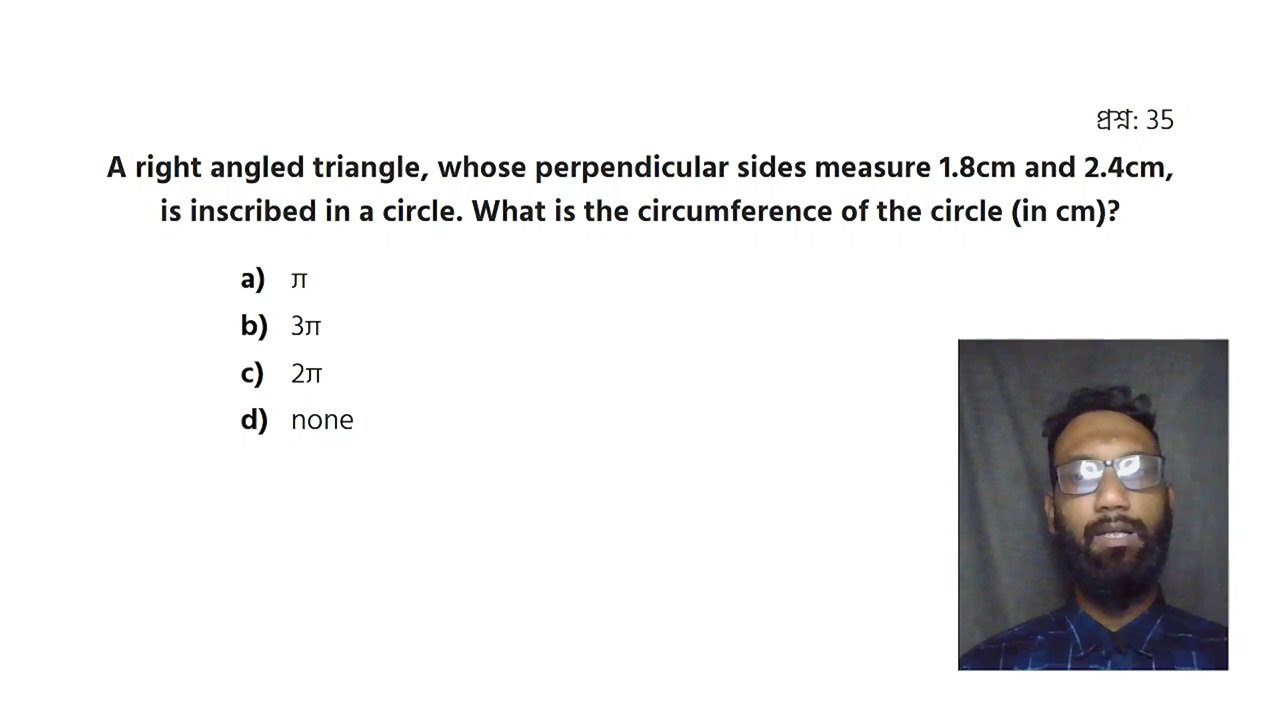 প্রশ্ন: 35
A right angled triangle, whose perpendicular sides measure 1.8cm and 2.4cm,
is inscribed in a circle. What is the circumference of the circle (in cm)?
a) π
b) 3π
c) 2π
d) none